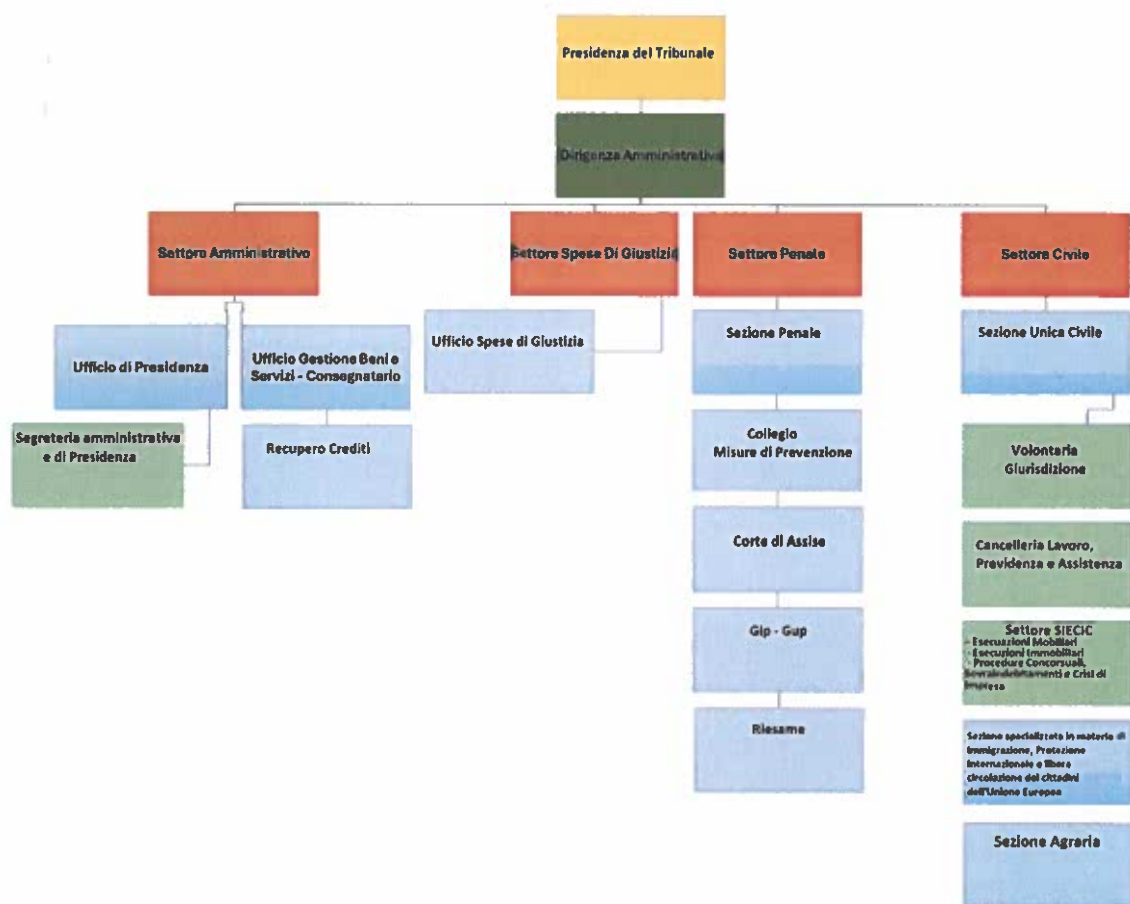 Presidenza del Tribunale
Dirigenza Amministrativa
Settore Amministrativo
Settore Spese Di Giustizia
Settore Penale
Settore Civile
Ufficio di Presidenza
Ufficio Gestione Beni e
Servizi - Consegnatario
Ufficio Spese di Giustizia
Sezione Penale
Sezione Unica Civile
Segreteria amministrativa
e di Presidenza
Recupero Crediti
Collegio
Misure di Prevenzione
Volontaria
Giurisdizione
Corte di Assise
Cancelleria Lavoro,
Previdenza e Assistenza
Gip - Gup
Settore SIECIC
- Esecuzioni Mobiliari
- Esecuzioni Immobiliari
- Procedure Concorsuali,
Sovraindebitamenti e Crisi di
Impresa
Riesame
Sezione specializzata in materia di
Immigrazione, Protezione
Internazionale e libera
circolazione dei cittadini
dell'Unione Europea
Sezione Agraria